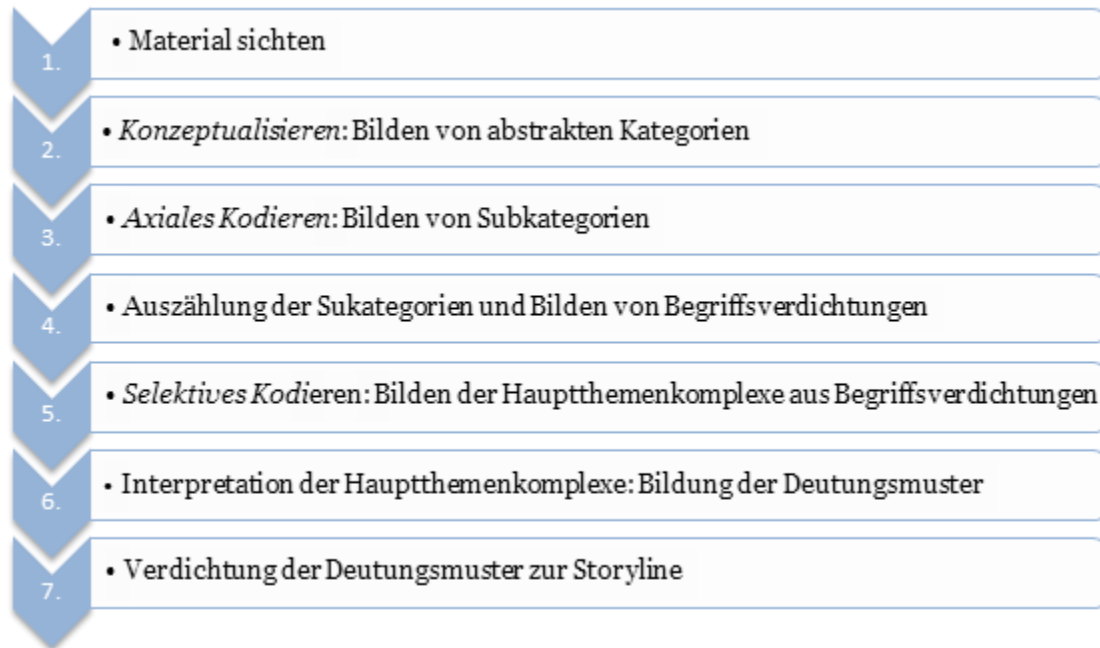 1. • Material sichten
2. • Konzeptualisieren: Bilden von abstrakten Kategorien
3. • Axiales Kodieren: Bilden von Subkategorien
4. • Auszählung der Sukategorien und Bilden von Begriffsverdichtungen
5. • Selektives Kodieren: Bilden der Hauptthemenkomplexe aus Begriffsverdichtungen
6. • Interpretation der Hauptthemenkomplexe: Bildung der Deutungsmuster
7. • Verdichtung der Deutungsmuster zur Storyline